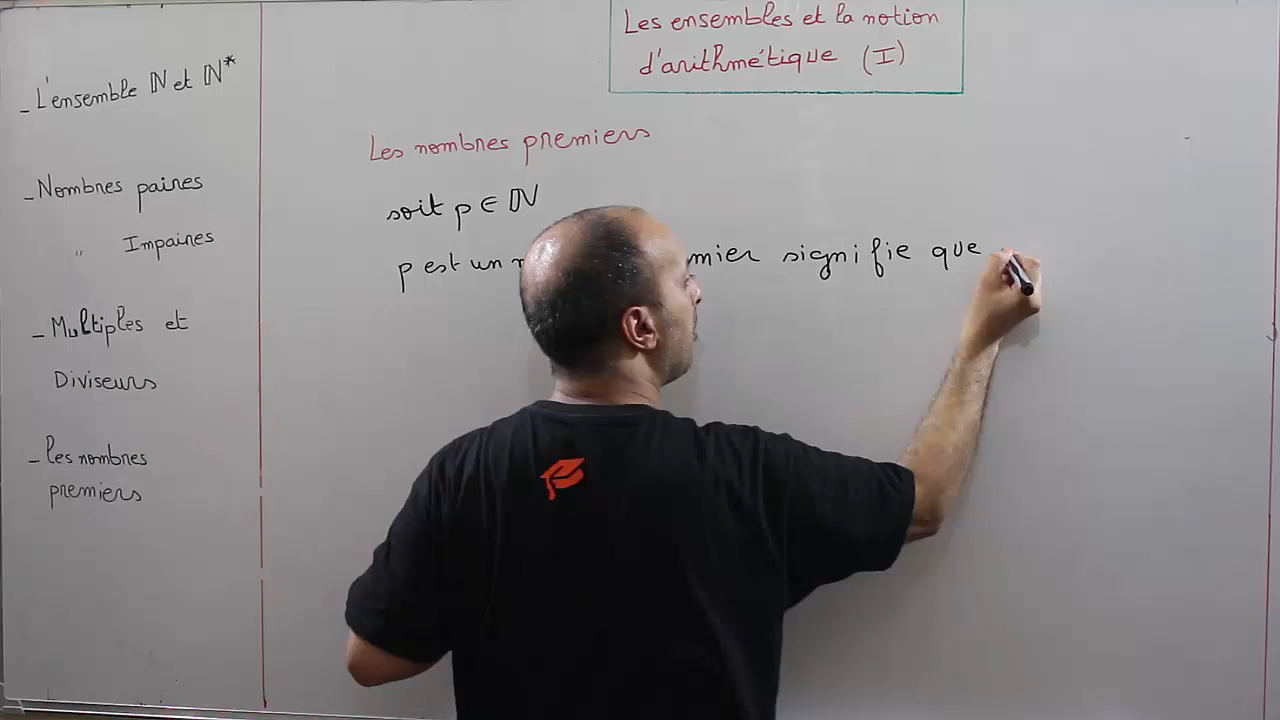 Les ensembles et la notion
d'arithmétique (I)
_ L'ensemble ℕ et ℕ*
_ Nombres paires
" Impaires
_ Multiples et
Diviseurs
_ les nombres
premiers
Les nombres premiers
soit p ∈ ℕ
p est un mier signifie que